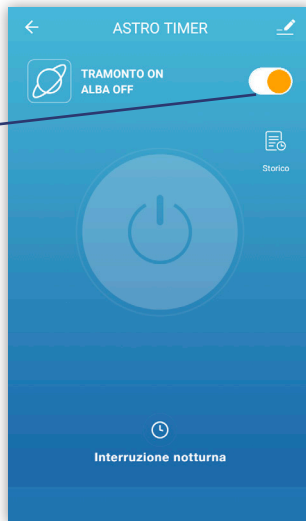 ASTRO TIMER
TRAMONTO ON
ALBA OFF
Storico
Interruzione notturna